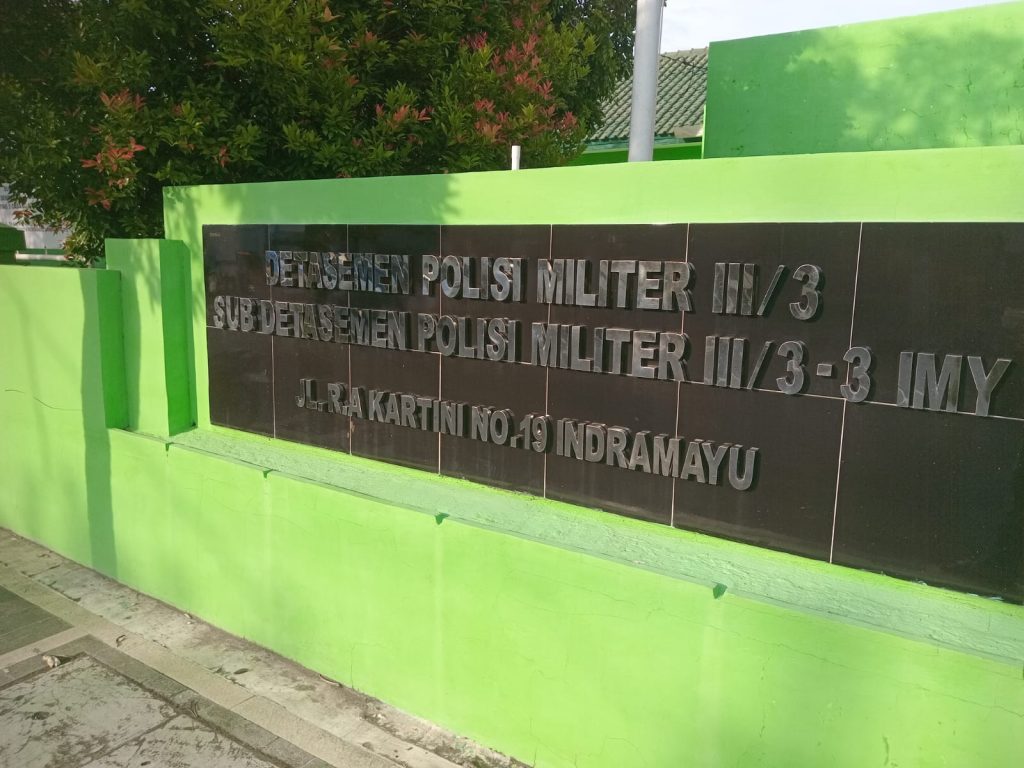 DETASEMEN POLISI MILITER III/3
SUB DETASEMEN POLISI MILITER III/3-3 IMY
JL. R.A KARTINI NO.19 INDRAMAYU